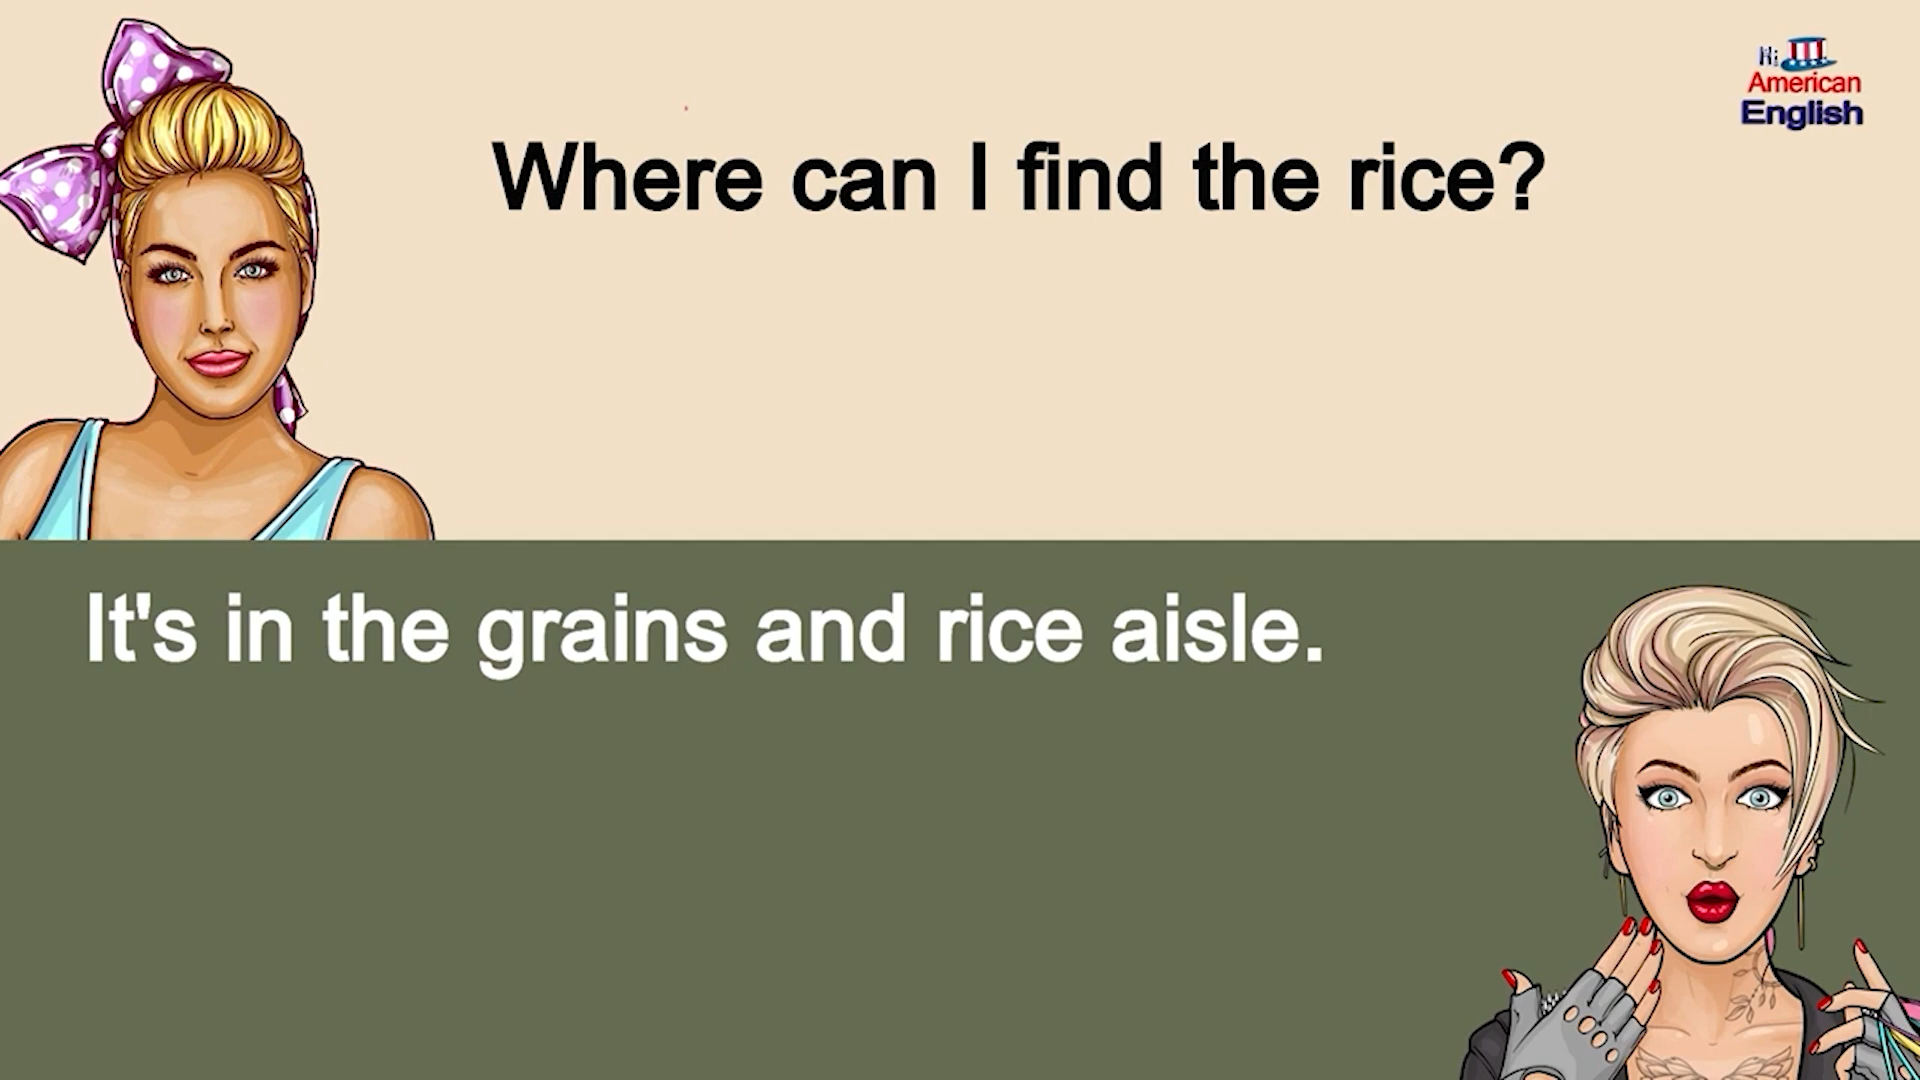 Hi
American
English
Where can I find the rice?
It's in the grains and rice aisle.